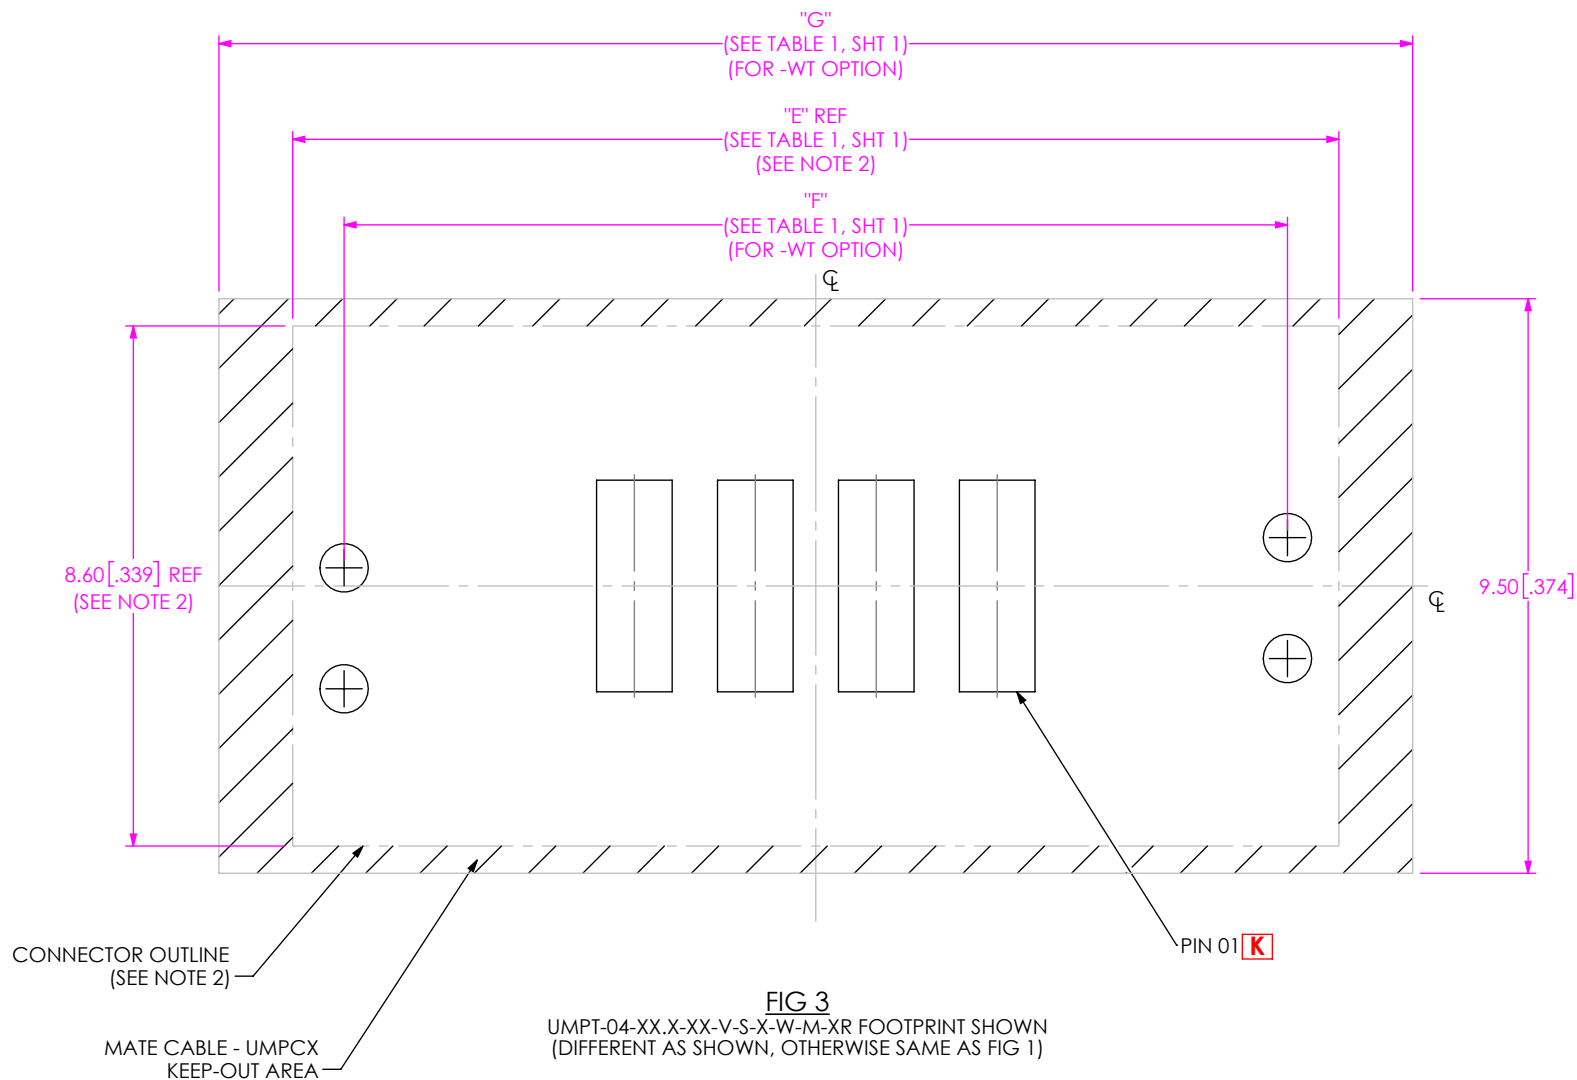 "G"
(SEE TABLE 1, SHT 1)
(FOR -WT OPTION)
"E" REF
(SEE TABLE 1, SHT 1)
(SEE NOTE 2)
"F"
(SEE TABLE 1, SHT 1)
(FOR -WT OPTION)
℄
8.60[.339] REF
(SEE NOTE 2)
9.50[.374]
℄
CONNECTOR OUTLINE
(SEE NOTE 2)
PIN 01 K
MATE CABLE - UMPCX
KEEP-OUT AREA
FIG 3
UMPT-04-XX.X-XX-V-S-X-W-M-XR FOOTPRINT SHOWN
(DIFFERENT AS SHOWN, OTHERWISE SAME AS FIG 1)